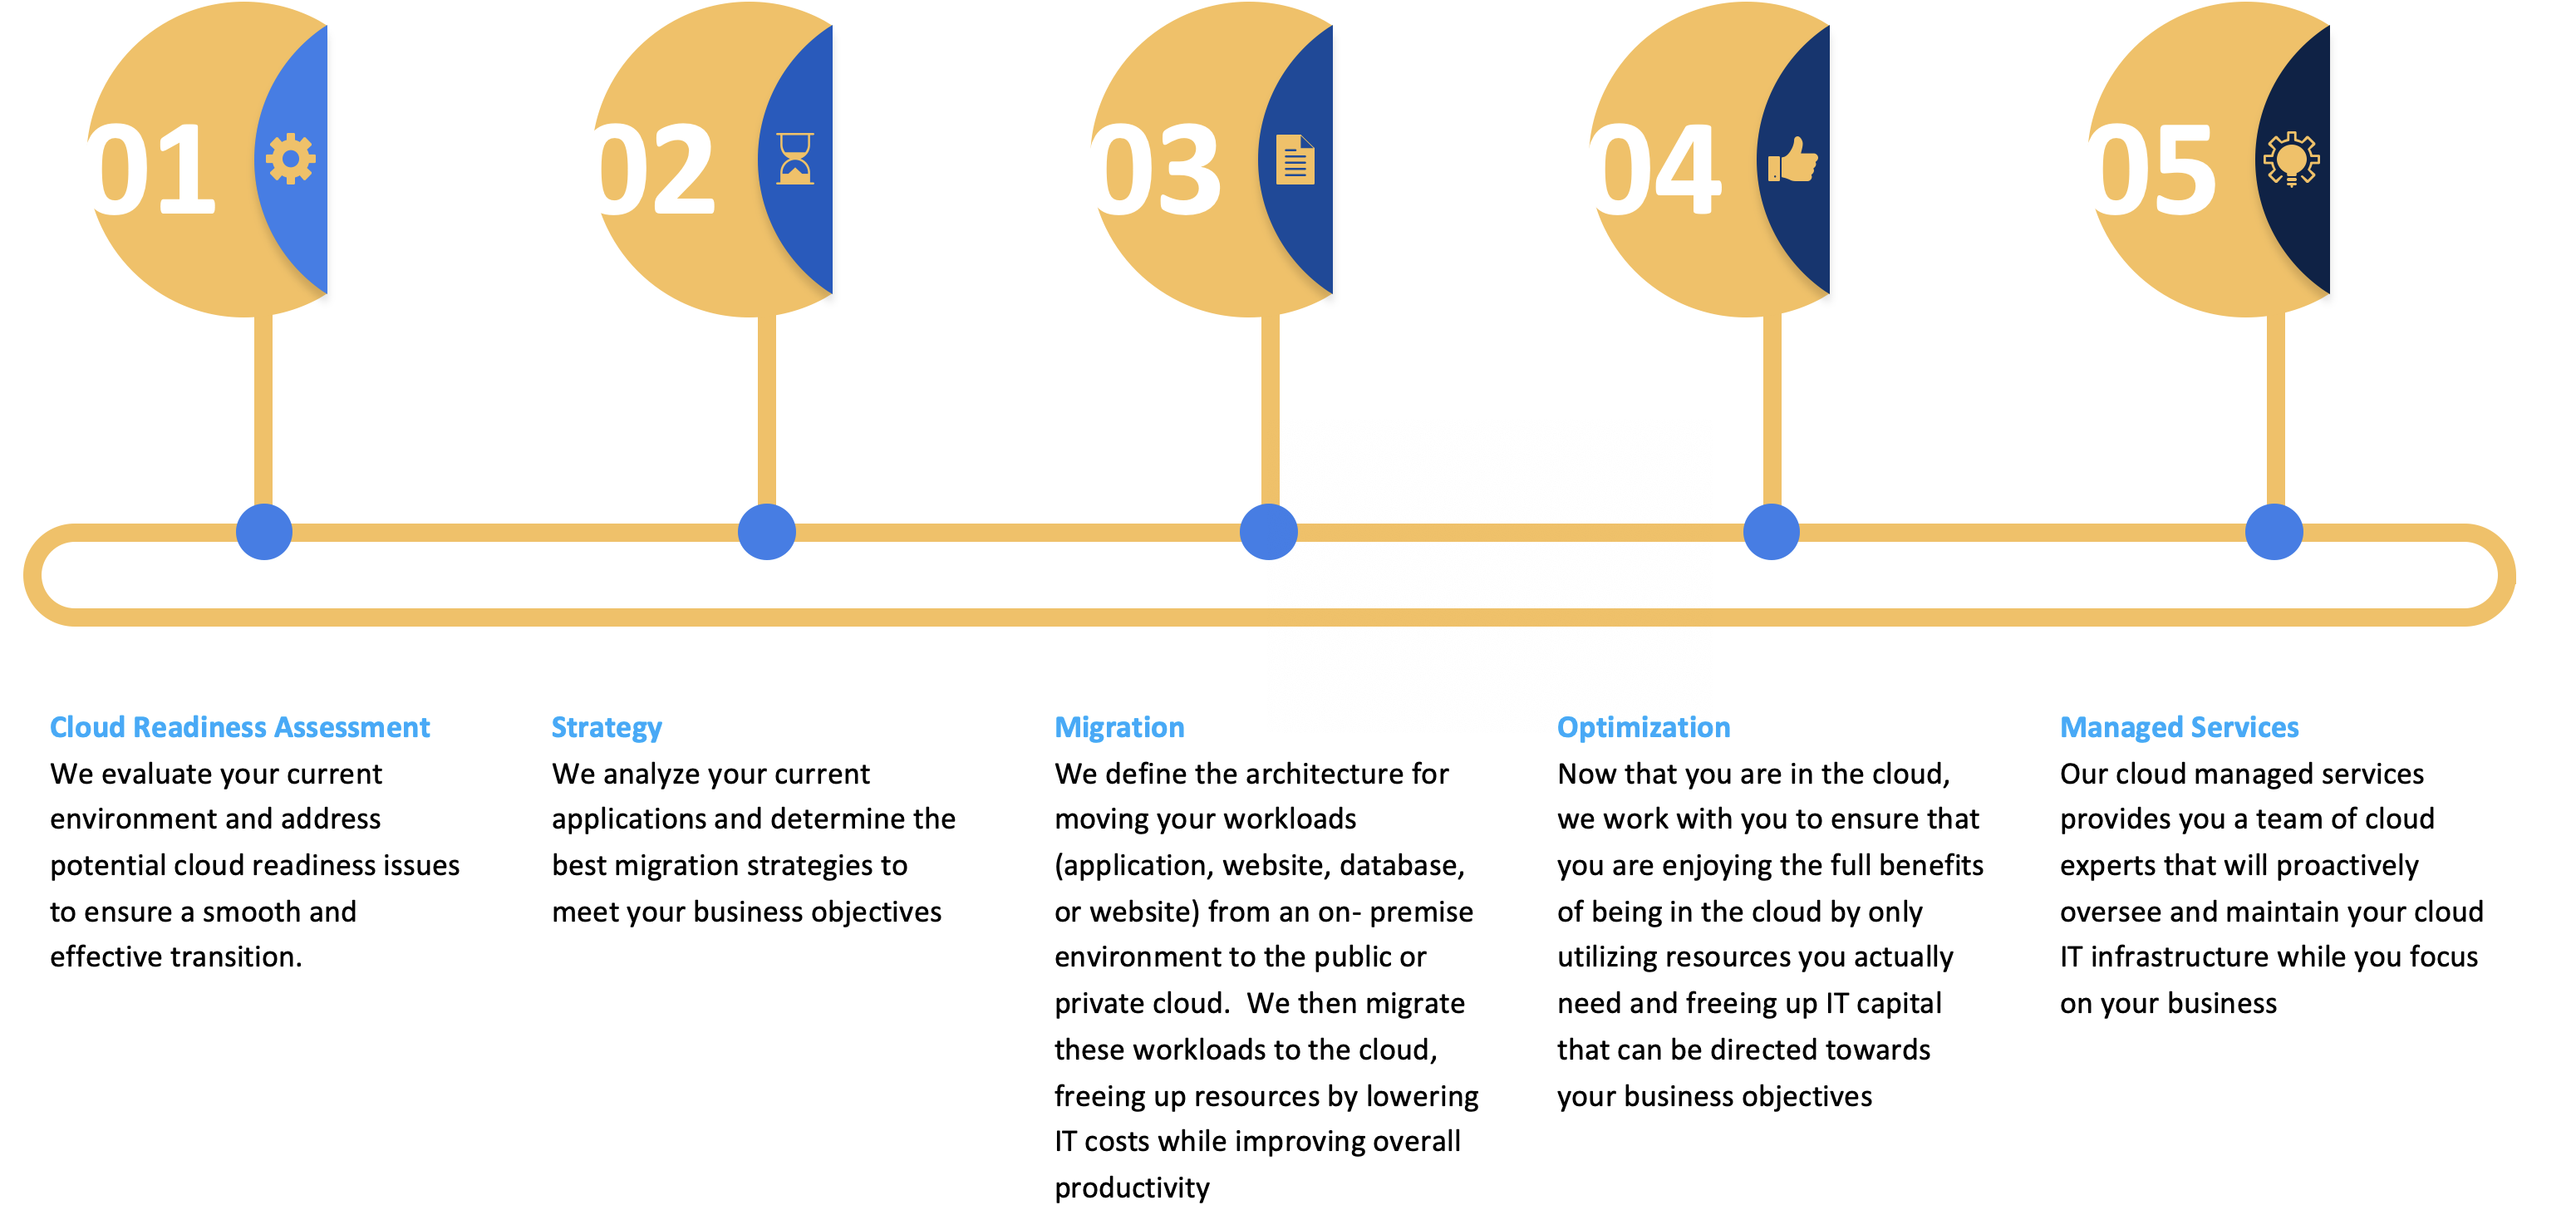 01
02
03
04
05
Cloud Readiness Assessment
We evaluate your current
environment and address
potential cloud readiness issues
to ensure a smooth and
effective transition.
Strategy
We analyze your current
applications and determine the
best migration strategies to
meet your business objectives
Migration
We define the architecture for
moving your workloads
(application, website, database,
or website) from an on- premise
environment to the public or
private cloud.  We then migrate
these workloads to the cloud,
freeing up resources by lowering
IT costs while improving overall
productivity
Optimization
Now that you are in the cloud,
we work with you to ensure that
you are enjoying the full benefits
of being in the cloud by only
utilizing resources you actually
need and freeing up IT capital
that can be directed towards
your business objectives
Managed Services
Our cloud managed services
provides you a team of cloud
experts that will proactively
oversee and maintain your cloud
IT infrastructure while you focus
on your business